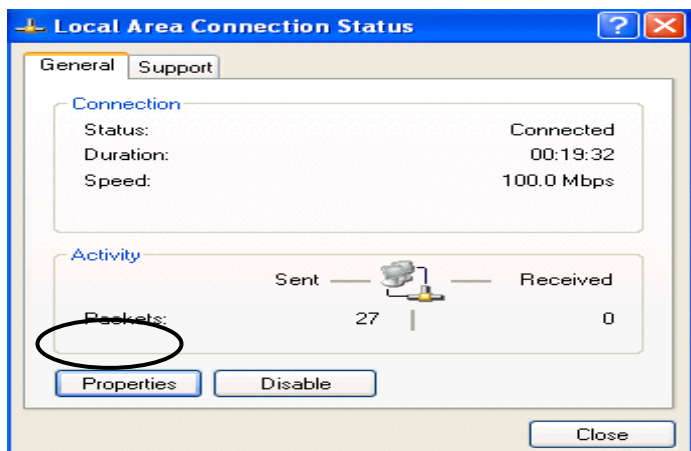 Local Area Connection Status
General Support
Connection
Status: Connected
Duration: 00:19:32
Speed: 100.0 Mbps
Activity
Sent Received
Packets: 27 0
Properties Disable
Close